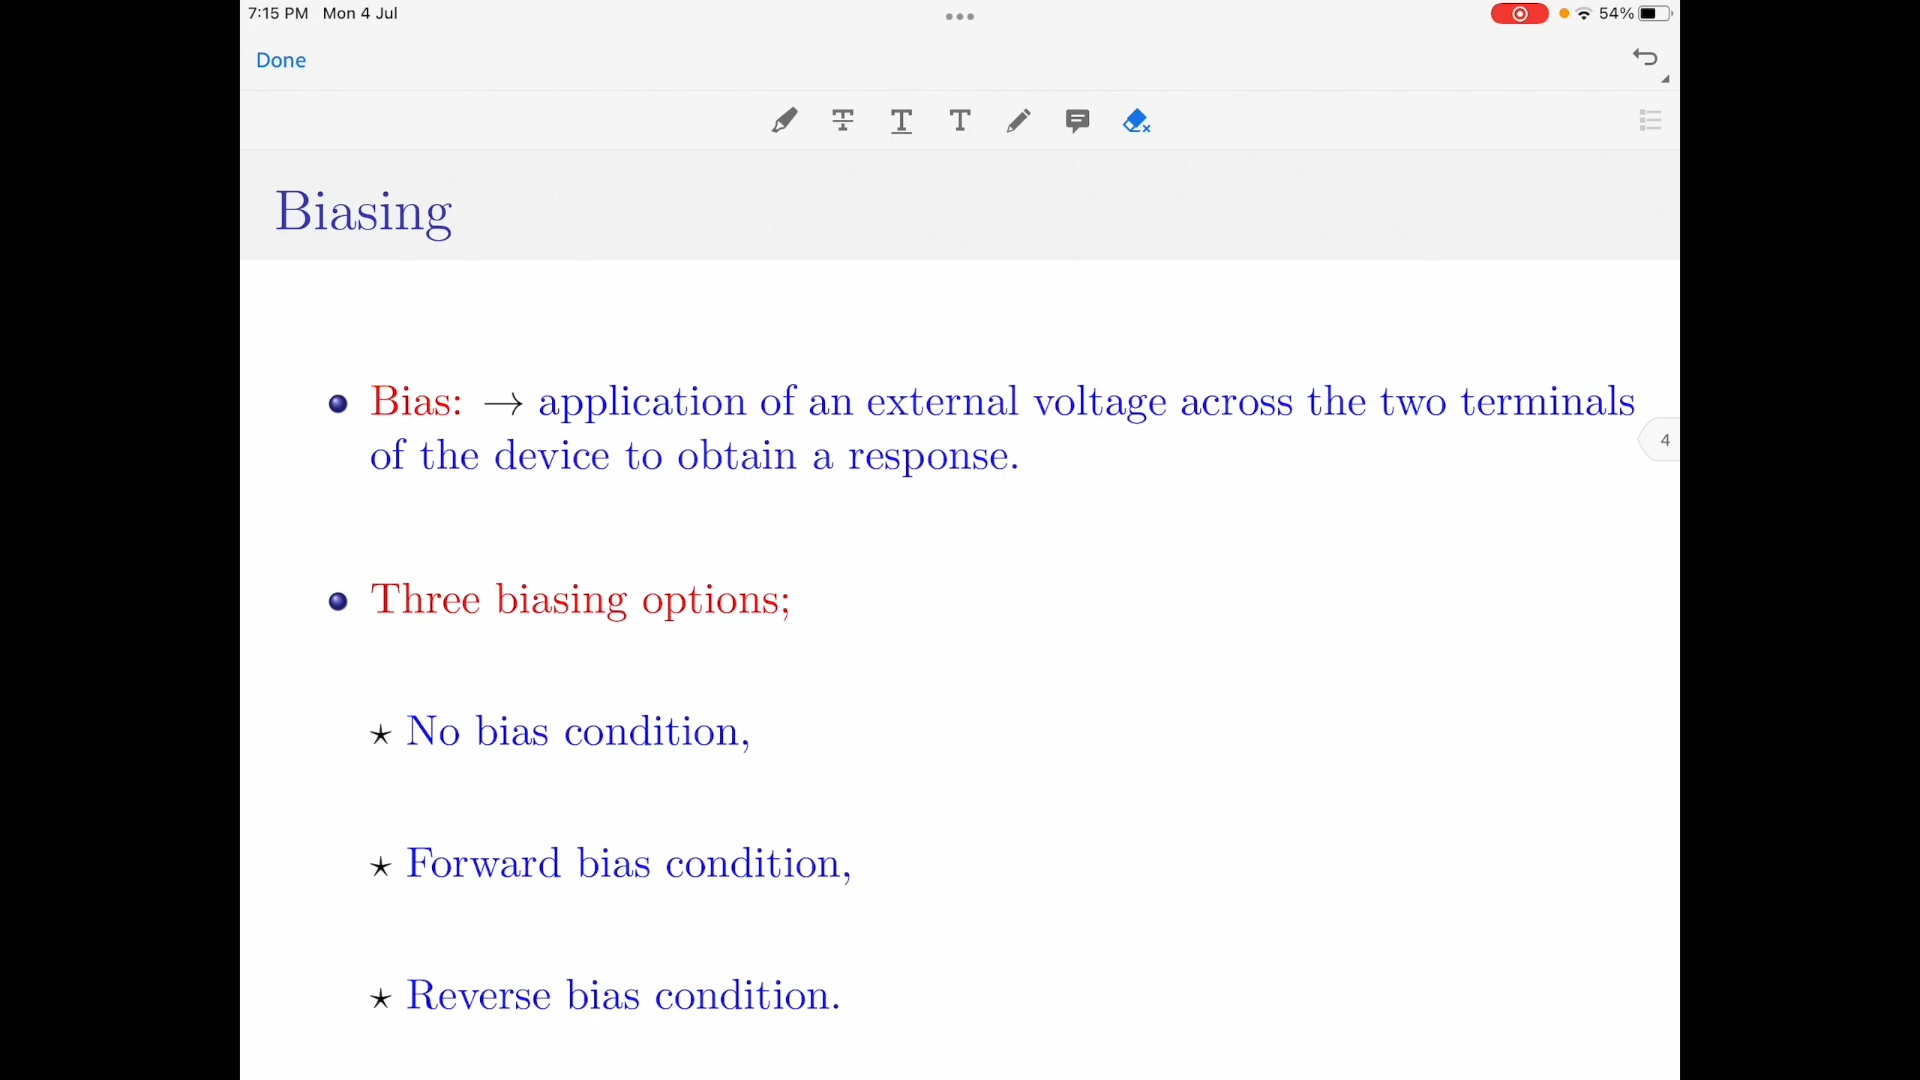 7:15 PM Mon 4 Jul
54%
Done
Biasing
Bias: → application of an external voltage across the two terminals
of the device to obtain a response.
4
Three biasing options;
⋆ No bias condition,
⋆ Forward bias condition,
⋆ Reverse bias condition.